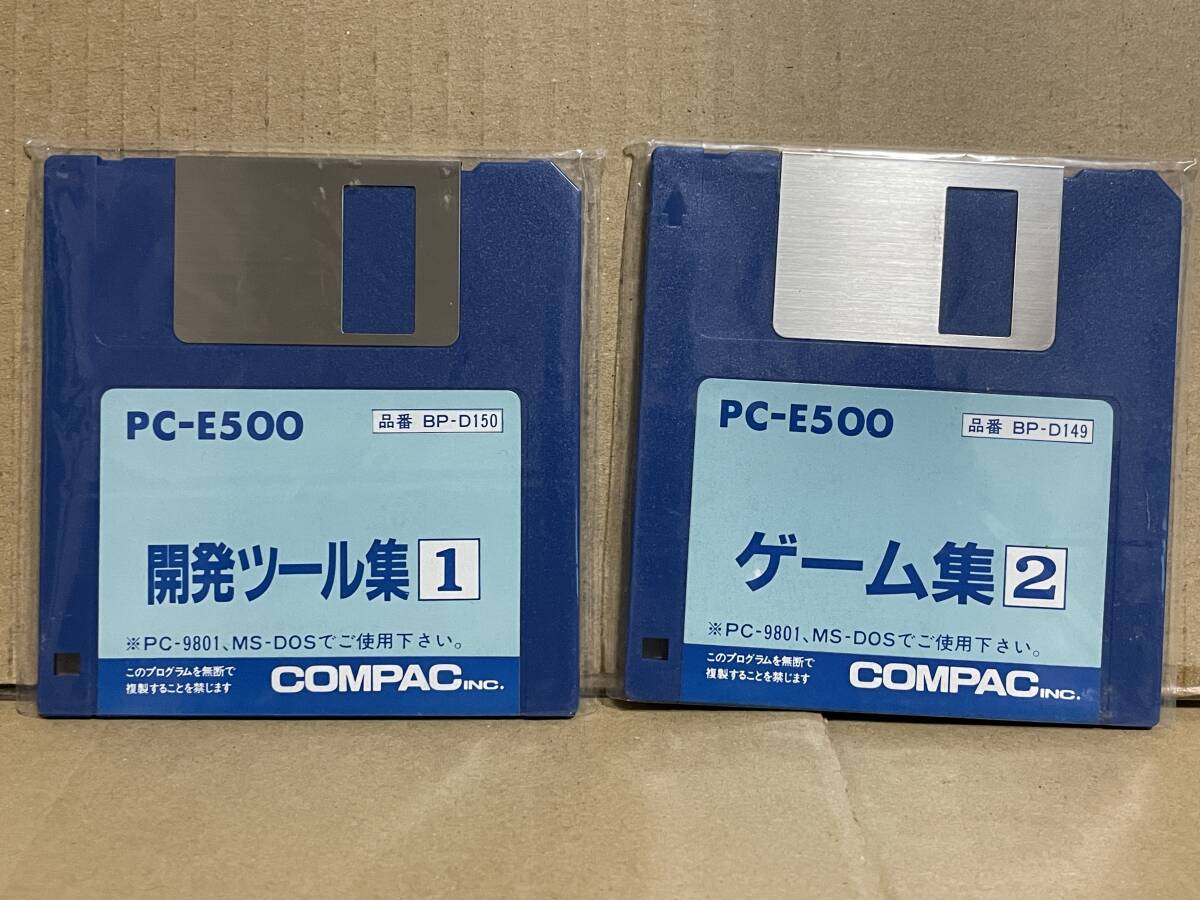 PC-E500
品番 BP-D150
開発ツール集1
※PC-9801、MS-DOSでご使用下さい。
このプログラムを無断で
複製することを禁じます
COMPAC INC.
PC-E500
品番 BP-D149
ゲーム集2
※PC-9801、MS-DOSでご使用下さい。
このプログラムを無断で
複製することを禁じます
COMPAC INC.